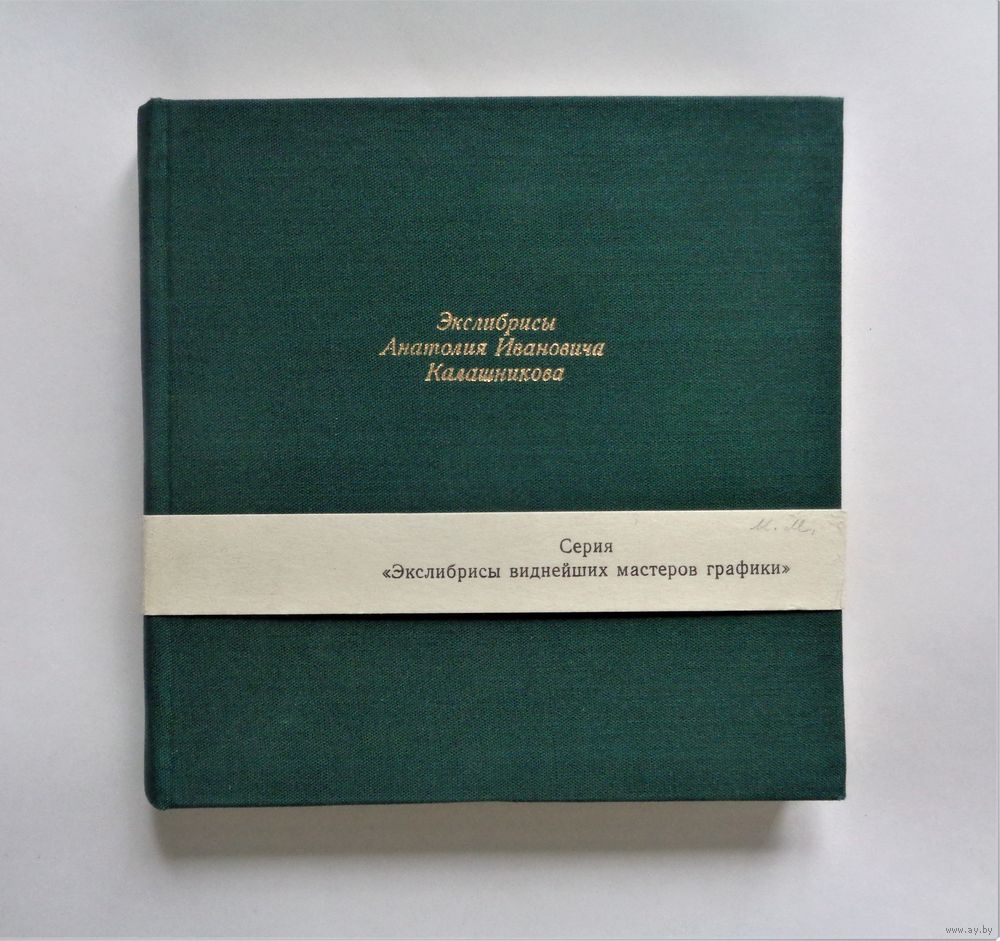 Экслибрисы
Анатолия Ивановича
Калашникова
Серия
«Экслибрисы виднейших мастеров графики»
www.ay.by